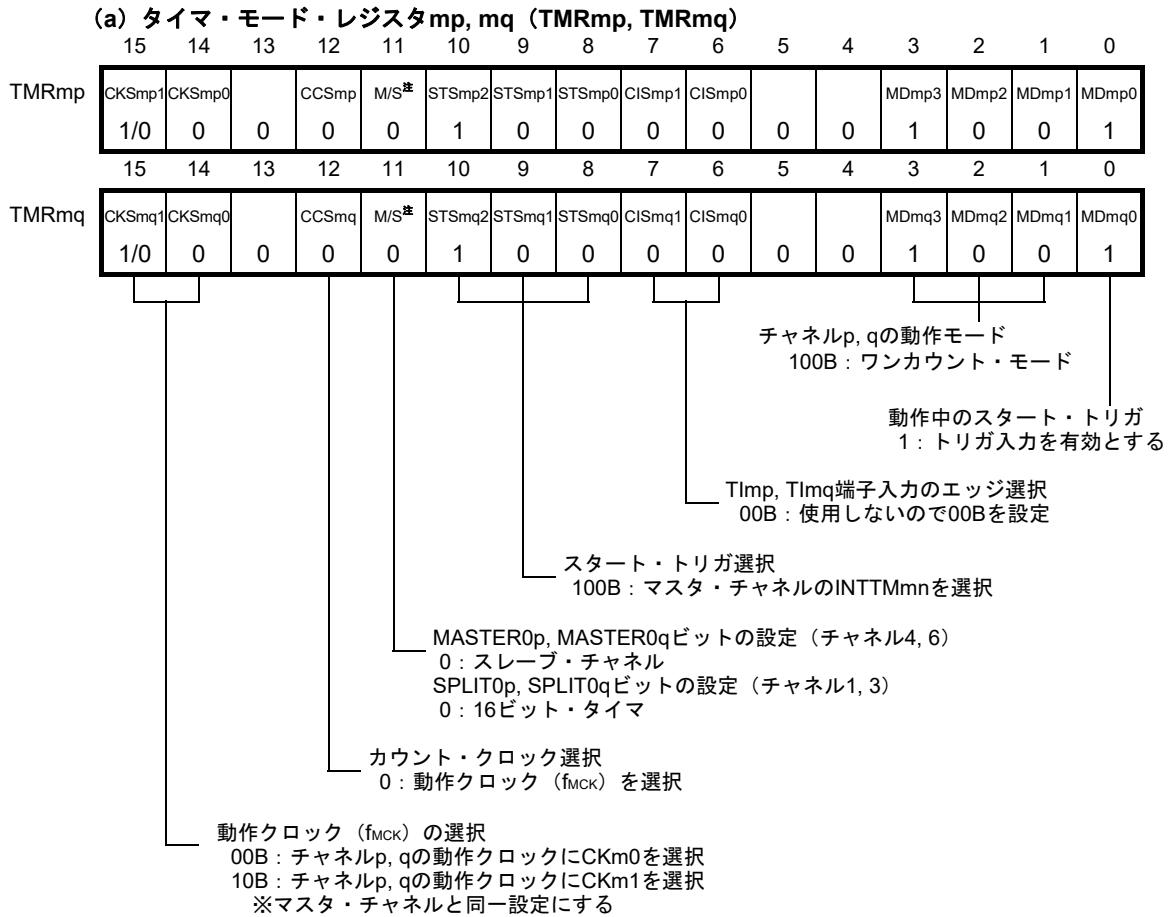 （a）タイマ・モード・レジスタmp, mq（TMRmp, TMRmq）
15 14 13 12 11 10 9 8 7 6 5 4 3 2 1 0
TMRmp CKSmp1 CKSmp0 CCSmp M/S注 STSmp2 STSmp1 STSmp0 CISmp1 CISmp0 MDmp3 MDmp2 MDmp1 MDmp0
1/0 0 0 0 0 1 0 0 0 0 0 0 1 0 0 1
15 14 13 12 11 10 9 8 7 6 5 4 3 2 1 0
TMRmq CKSmq1 CKSmq0 CCSmq M/S注 STSmq2 STSmq1 STSmq0 CISmq1 CISmq0 MDmq3 MDmq2 MDmq1 MDmq0
1/0 0 0 0 0 1 0 0 0 0 0 0 1 0 0 1
チャネルp, qの動作モード
100B：ワンカウント・モード
動作中のスタート・トリガ
1：トリガ入力を有効とする
TImp, TImq端子入力のエッジ選択
00B：使用しないので00Bを設定
スタート・トリガ選択
100B：マスタ・チャネルのINTTMmnを選択
MASTER0p, MASTER0qビットの設定（チャネル4, 6）
0：スレーブ・チャネル
SPLIT0p, SPLIT0qビットの設定（チャネル1, 3）
0：16ビット・タイマ
カウント・クロック選択
0：動作クロック（fMCK）を選択
動作クロック（fMCK）の選択
00B：チャネルp, qの動作クロックにCKm0を選択
10B：チャネルp, qの動作クロックにCKm1を選択
※マスタ・チャネルと同一設定にする